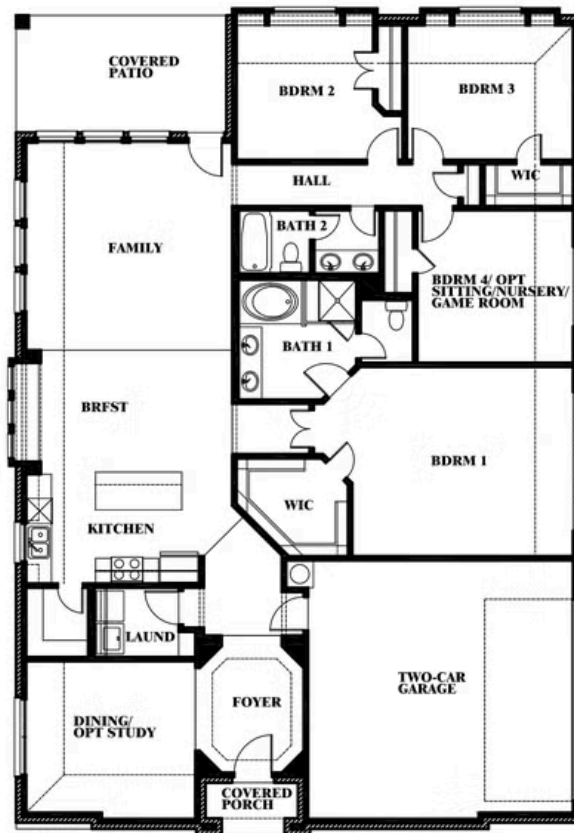 COVERED
PATIO
BDRM 2
BDRM 3
HALL
WIC
FAMILY
BATH 2
BDRM 4/ OPT
SITTING/NURSERY/
GAME ROOM
BATH 1
BRFST
BDRM 1
WIC
KITCHEN
LAUND
TWO-CAR
GARAGE
FOYER
DINING/
OPT STUDY
COVERED
PORCH